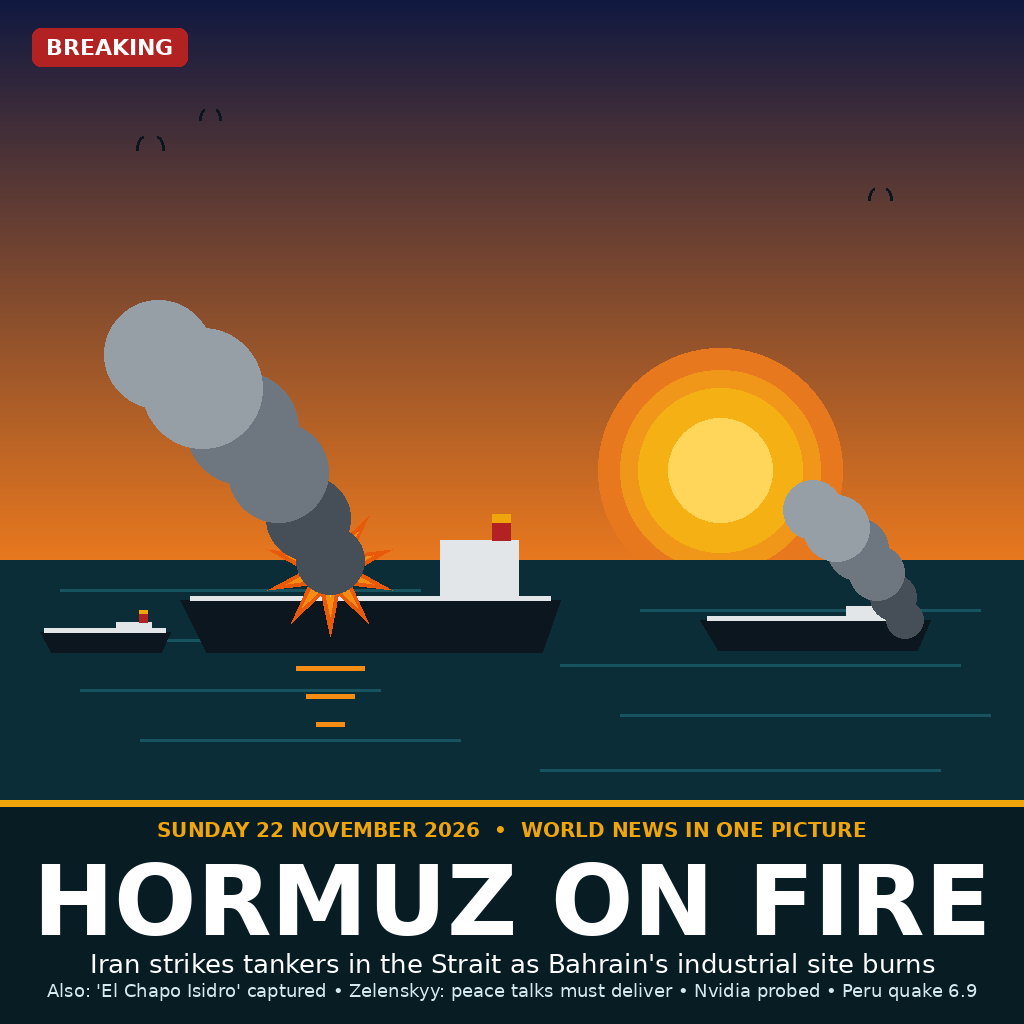 BREAKING
SUNDAY 22 NOVEMBER 2026 • WORLD NEWS IN ONE PICTURE
HORMUZ ON FIRE
Iran strikes tankers in the Strait as Bahrain's industrial site burns
Also: 'El Chapo Isidro' captured • Zelenskyy: peace talks must deliver • Nvidia probed • Peru quake 6.9